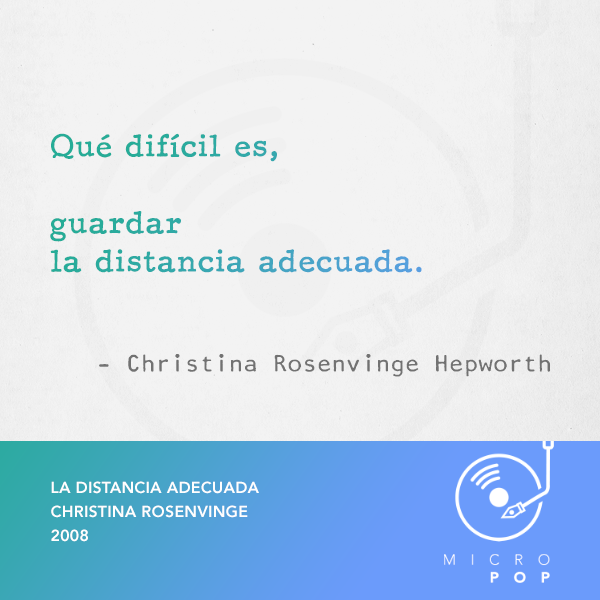 Qué difícil es,
guardar
la distancia adecuada.
- Christina Rosenvinge Hepworth
LA DISTANCIA ADECUADA
CHRISTINA ROSENVINGE
2008
MICRO
POP